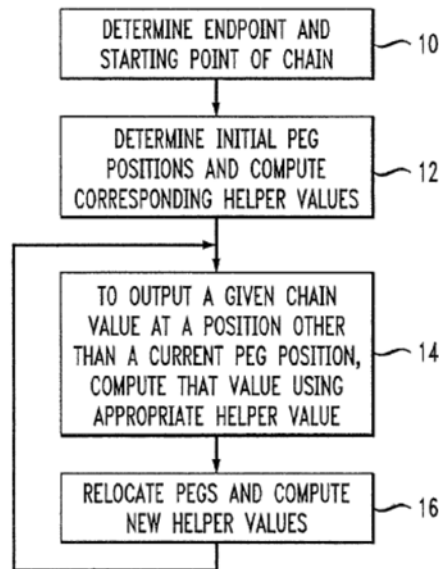 DETERMINE ENDPOINT AND
STARTING POINT OF CHAIN
10
DETERMINE INITIAL PEG
POSITIONS AND COMPUTE
CORRESPONDING HELPER VALUES
12
TO OUTPUT A GIVEN CHAIN
VALUE AT A POSITION OTHER
THAN A CURRENT PEG POSITION,
COMPUTE THAT VALUE USING
APPROPRIATE HELPER VALUE
14
RELOCATE PEGS AND COMPUTE
NEW HELPER VALUES
16